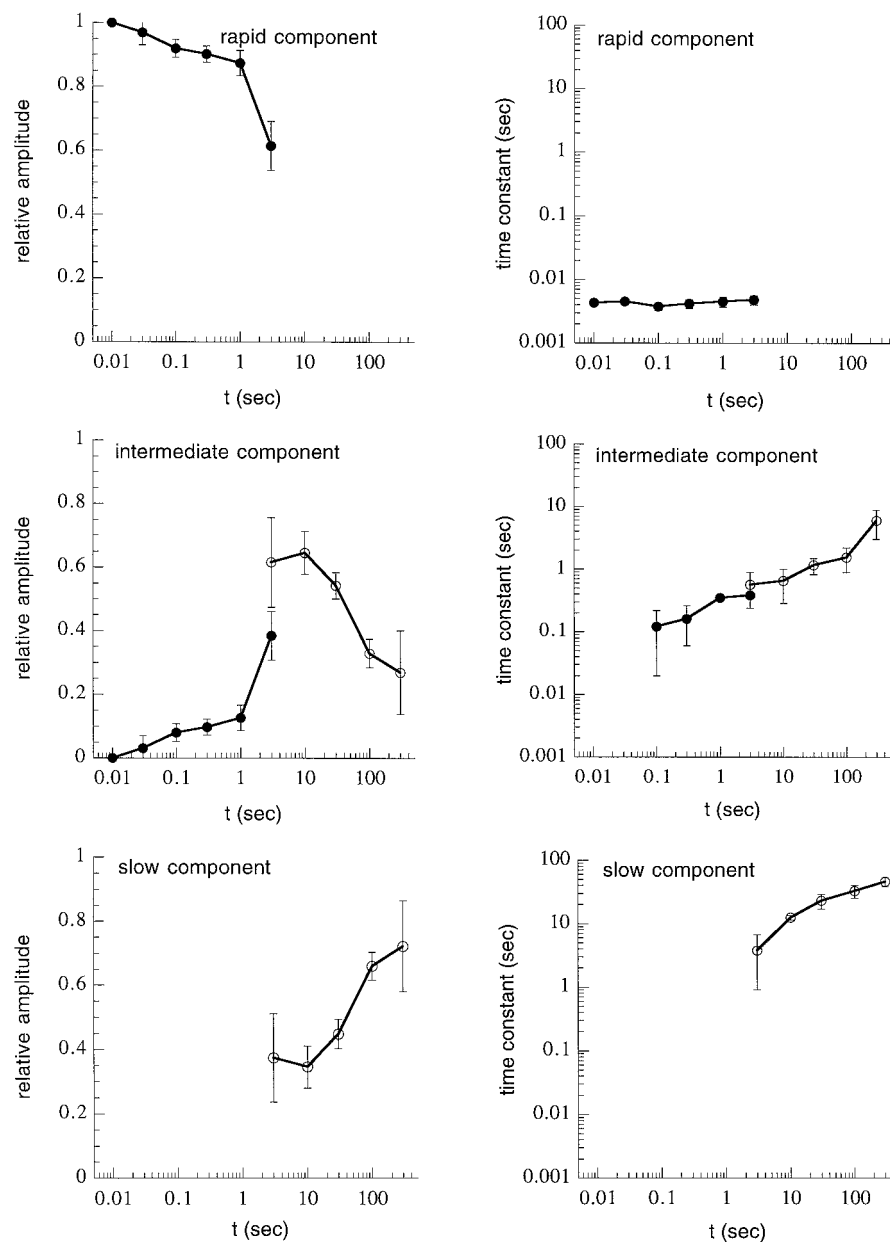 rapid component
relative amplitude
1
0.8
0.6
0.4
0.2
0
0.01 0.1 1 10 100
t (sec)
rapid component
time constant (sec)
100
10
1
0.1
0.01
0.001
0.01 0.1 1 10 100
t (sec)
intermediate component
relative amplitude
1
0.8
0.6
0.4
0.2
0
0.01 0.1 1 10 100
t (sec)
intermediate component
time constant (sec)
100
10
1
0.1
0.01
0.001
0.01 0.1 1 10 100
t (sec)
slow component
relative amplitude
1
0.8
0.6
0.4
0.2
0
0.01 0.1 1 10 100
t (sec)
slow component
time constant (sec)
100
10
1
0.1
0.01
0.001
0.01 0.1 1 10 100
t (sec)